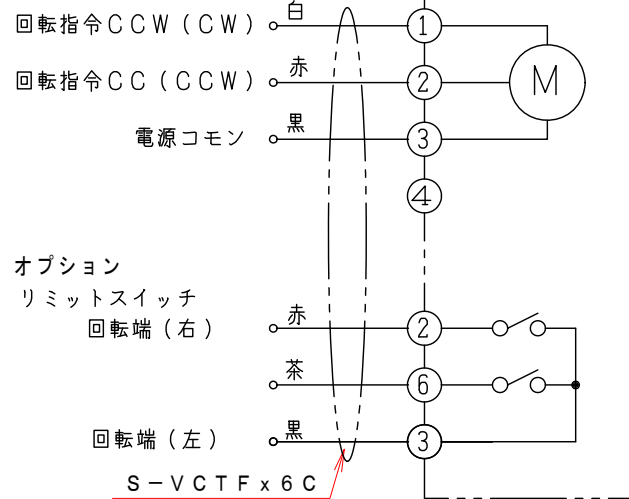 回転指令CCW(CW) 白 1
回転指令CC(CCW) 赤 2 M
電源コモン 黒 3
4
オプション
リミットスイッチ
回転端(右) 赤 2
茶 6
回転端(左) 黒 3
S-VCTFx6C